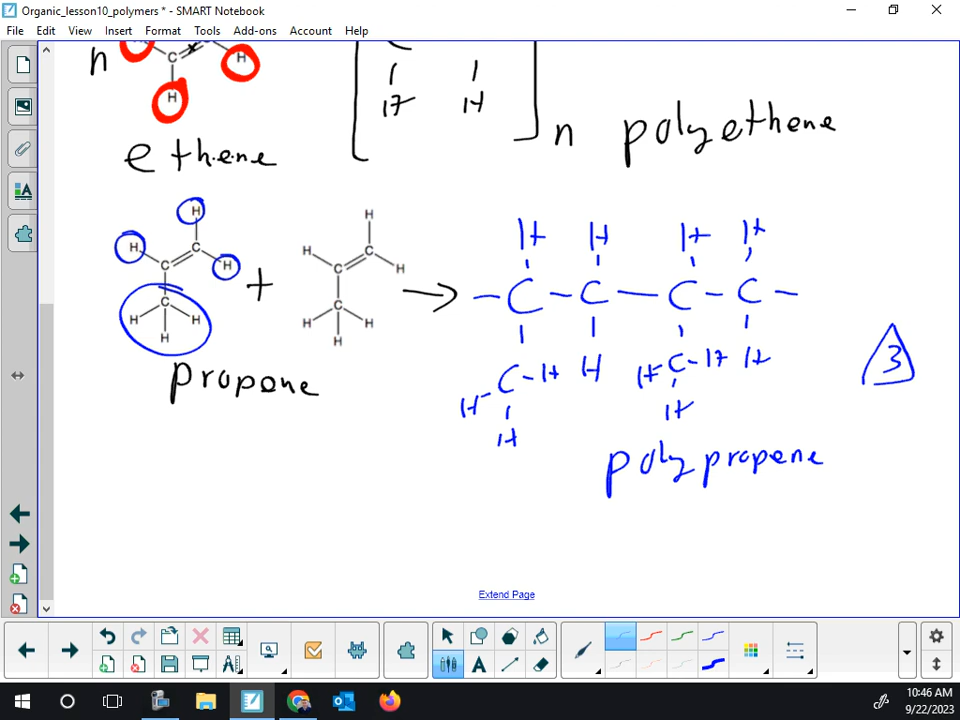 Organic_lesson10_polymers * - SMART Notebook
File Edit View Insert Format Tools Add-ons Account Help
n C H H
H H
n polyethene
ethene
H H H H H
H C C H H C C H
+ → - C - C - C - C -
C C
H H H H H H
H H
C - H H H C H H
H H
H
propene
3
polypropene
Extend Page
A
10:46 AM
9/22/2023